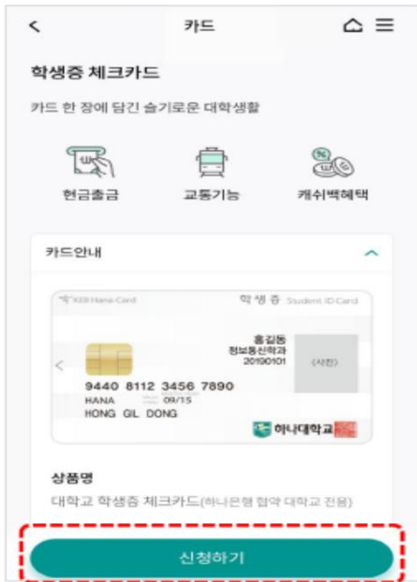 카드
학생증 체크카드
카드 한 장에 담긴 슬기로운 대학생활
현금출금 교통기능 캐쉬백혜택
카드안내
KEB Hana Card 학생증 Student ID Card
홍길동
정보통신학과
20190101
(사진)
9440 8112 3456 7890
HANA 09/15
HONG GIL DONG
하나대학교
상품명
대학교 학생증 체크카드(하나은행 협약 대학교 전용)
신청하기